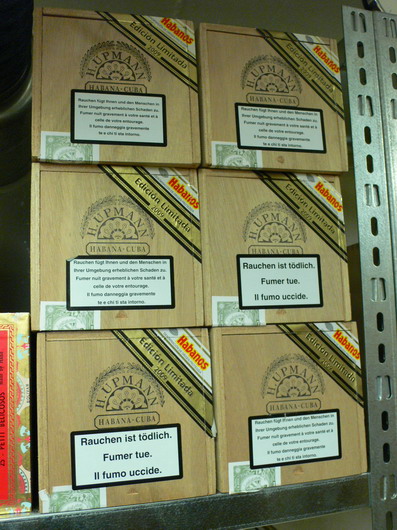 Habanos
Edición Limitada
2009
H. UPMANN
HABANA·CUBA
Rauchen fügt Ihnen und den Menschen in
Ihrer Umgebung erheblichen Schaden zu.
Fumer nuit gravement à votre santé et à
celle de votre entourage.
Il fumo danneggia gravemente
te e chi ti sta intorno.
Habanos
Edición Limitada
2009
H. UPMANN
HABANA·CUBA
Rauchen fügt Ihnen und den Menschen in
Ihrer Umgebung erheblichen Schaden zu.
Fumer nuit gravement à votre santé et à
celle de votre entourage.
Il fumo danneggia gravemente
te e chi ti sta intorno.
Habanos
Edición Limitada
2009
H. UPMANN
HABANA·CUBA
Rauchen fügt Ihnen und den Menschen in
Ihrer Umgebung erheblichen Schaden zu.
Fumer nuit gravement à votre santé et à
celle de votre entourage.
Il fumo danneggia gravemente
te e chi ti sta intorno.
Habanos
Edición Limitada
2009
H. UPMANN
HABANA·CUBA
Rauchen ist tödlich.
Fumer tue.
Il fumo uccide.
Habanos
Edición Limitada
2009
H. UPMANN
HABANA·CUBA
Rauchen ist tödlich.
Fumer tue.
Il fumo uccide.
Habanos
Edición Limitada
2009
H. UPMANN
HABANA·CUBA
Rauchen fügt Ihnen und den Menschen in
Ihrer Umgebung erheblichen Schaden zu.
Fumer nuit gravement à votre santé et à
celle de votre entourage.
Il fumo danneggia gravemente
te e chi ti sta intorno.
25 - PETIT BELICOSOS